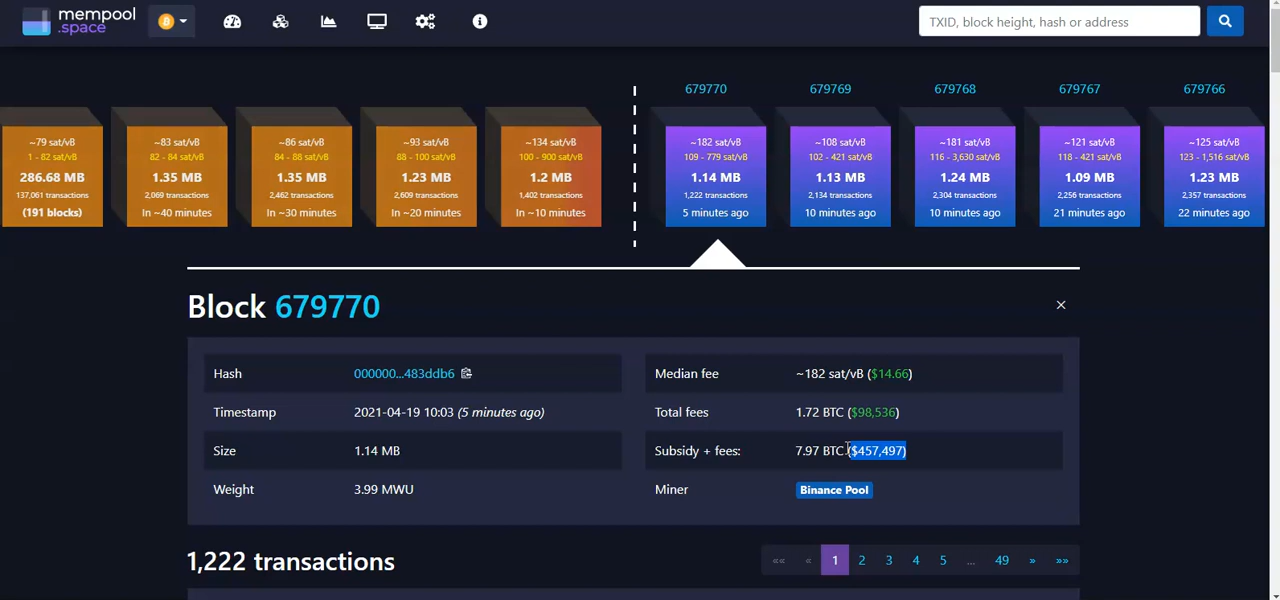 mempool
.space
TXID, block height, hash or address
679770
679769
679768
679767
679766
~79 sat/vB
1 - 82 sat/vB
286.68 MB
137,061 transactions
(191 blocks)
~83 sat/vB
82 - 84 sat/vB
1.35 MB
2,069 transactions
In ~40 minutes
~86 sat/vB
84 - 88 sat/vB
1.35 MB
2,462 transactions
In ~30 minutes
~93 sat/vB
88 - 100 sat/vB
1.23 MB
2,609 transactions
In ~20 minutes
~134 sat/vB
100 - 900 sat/vB
1.2 MB
1,402 transactions
In ~10 minutes
~182 sat/vB
109 - 779 sat/vB
1.14 MB
1,222 transactions
5 minutes ago
~108 sat/vB
102 - 421 sat/vB
1.13 MB
2,134 transactions
10 minutes ago
~181 sat/vB
116 - 3,630 sat/vB
1.24 MB
2,304 transactions
10 minutes ago
~121 sat/vB
118 - 421 sat/vB
1.09 MB
2,256 transactions
21 minutes ago
~125 sat/vB
123 - 1,516 sat/vB
1.23 MB
2,357 transactions
22 minutes ago
Block 679770
×
Hash 000000...483ddb6
Timestamp 2021-04-19 10:03 (5 minutes ago)
Size 1.14 MB
Weight 3.99 MWU
Median fee ~182 sat/vB ($14.66)
Total fees 1.72 BTC ($98,536)
Subsidy + fees: 7.97 BTC ($457,497)
Miner Binance Pool
1,222 transactions
«« « 1 2 3 4 5 ... 49 » »»